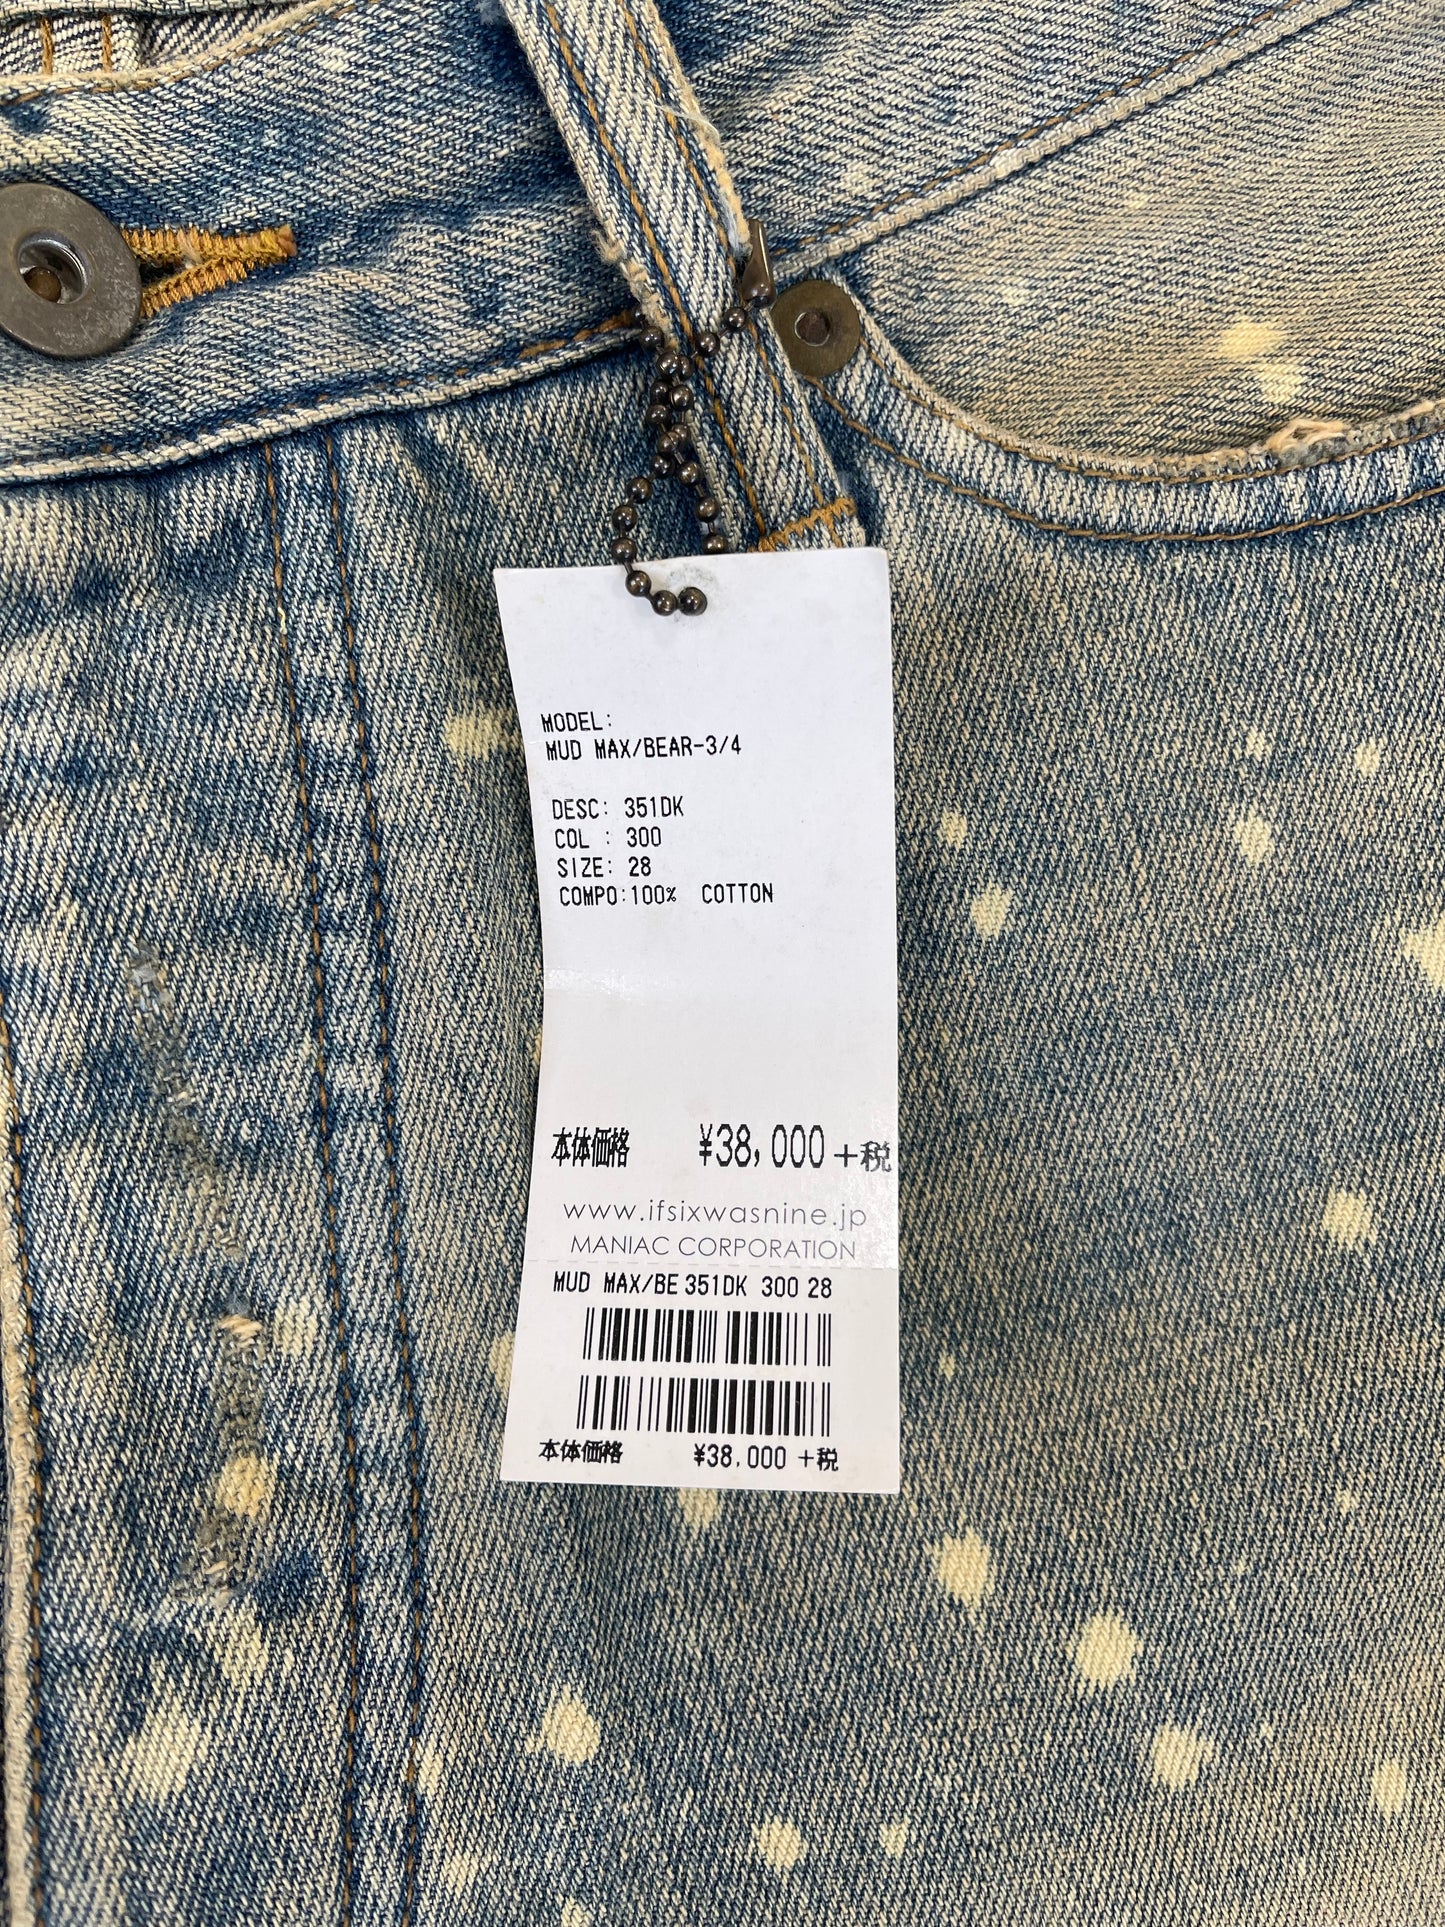 MODEL:
MUD MAX/BEAR-3/4
DESC: 351DK
COL : 300
SIZE: 28
COMPO:100% COTTON
本体価格 ¥38,000+税
www.ifsixwasnine.jp
MANIAC CORPORATION
MUD MAX/BE 351DK 300 28
本体価格 ¥38,000+税